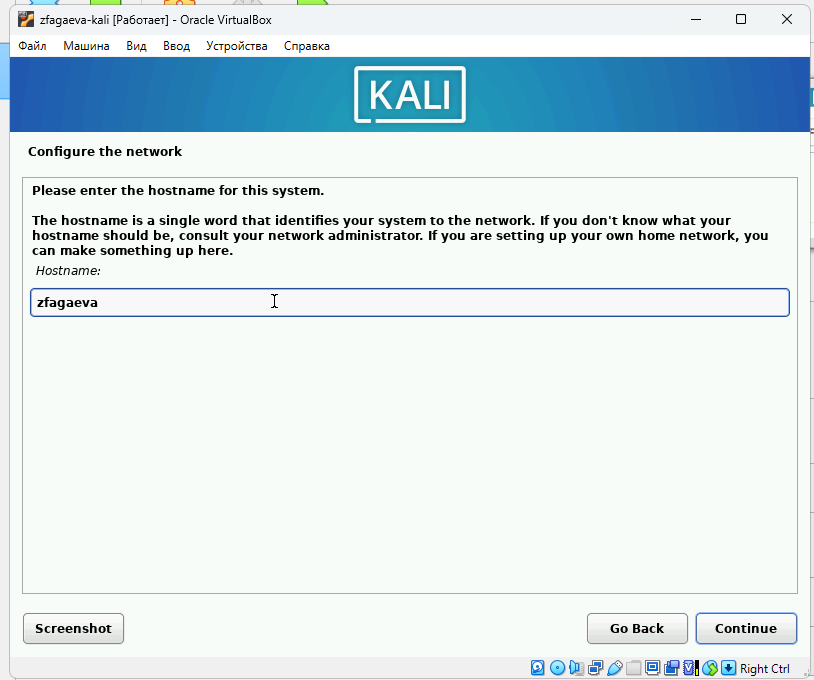 zfagaeva-kali [Работает] - Oracle VirtualBox
Файл Машина Вид Ввод Устройства Справка
KALI
Configure the network
Please enter the hostname for this system.
The hostname is a single word that identifies your system to the network. If you don't know what your
hostname should be, consult your network administrator. If you are setting up your own home network, you
can make something up here.
Hostname:
zfagaeva
Screenshot Go Back Continue
Right Ctrl